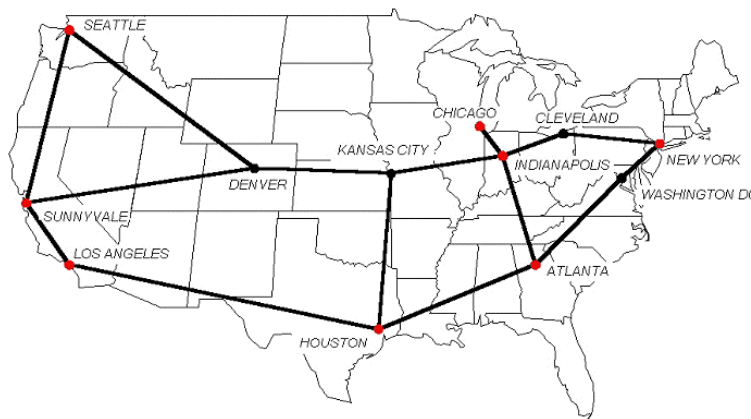 SEATTLE
CHICAGO
CLEVELAND
KANSAS CITY
INDIANAPOLIS
NEW YORK
DENVER
WASHINGTON DC
SUNNYVALE
LOS ANGELES
ATLANTA
HOUSTON